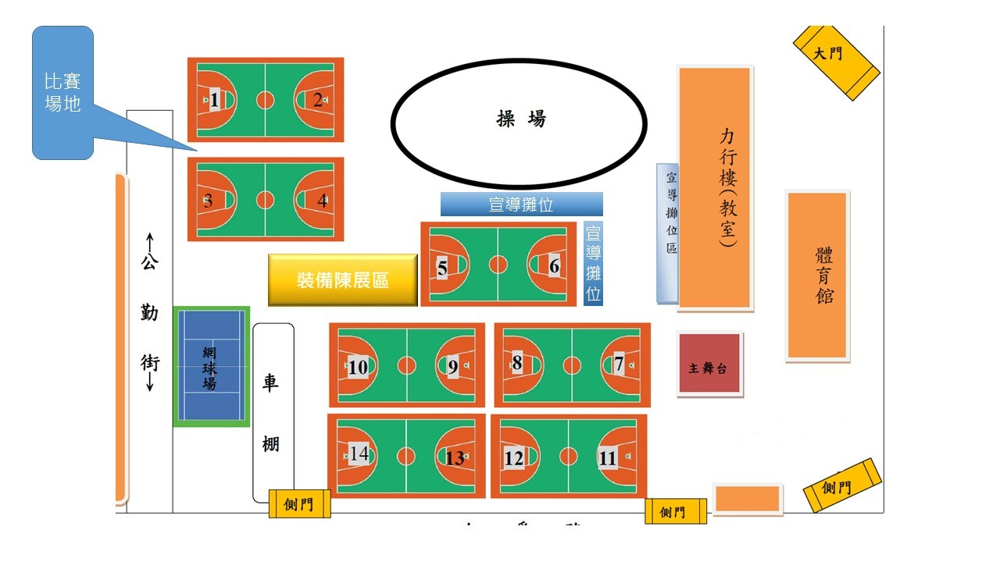 比賽
場地
大門
1
2
操場
3
4
宣導攤位
宣導攤位
宣導攤位區
力行樓(教室)
體育館
5
6
裝備陳展區
←公勤街→
網球場
車棚
10
9
8
7
主舞台
14
13
12
11
側門
側門
側門